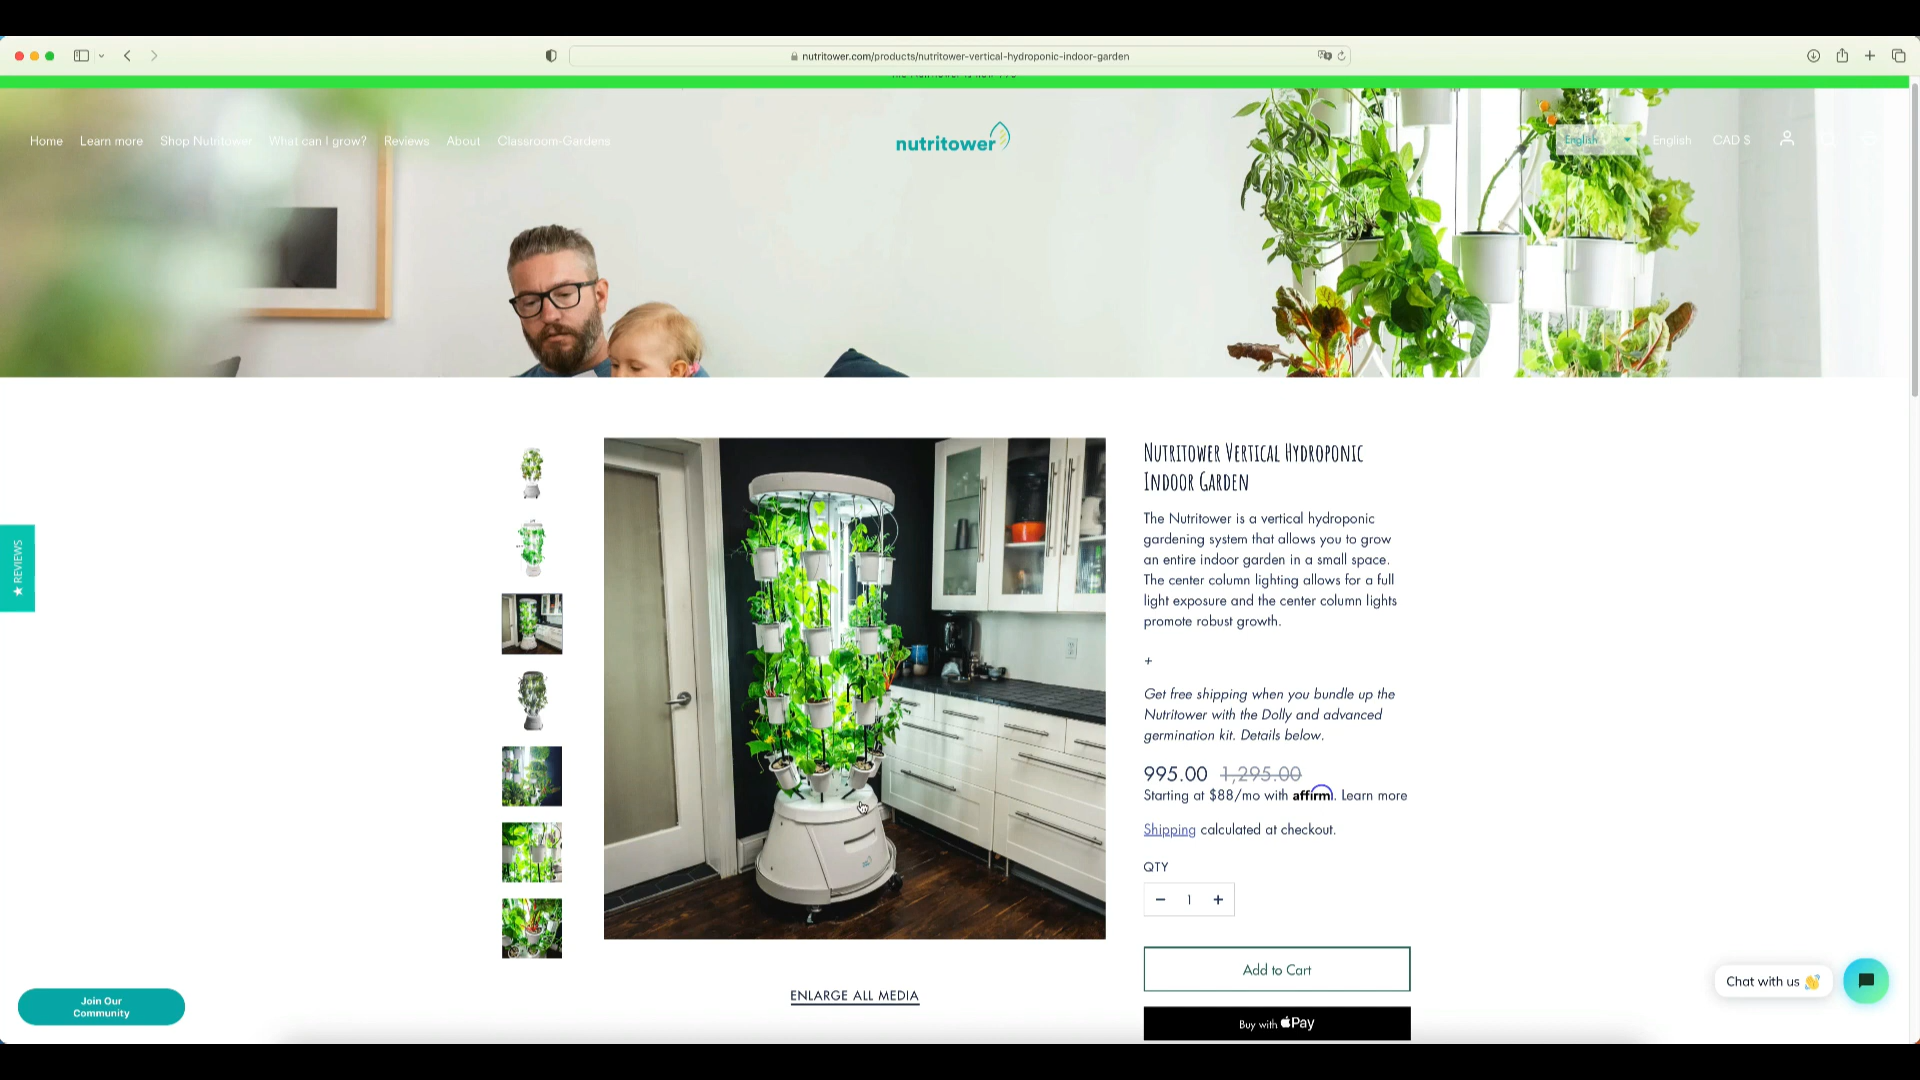 nutritower.com/products/nutritower-vertical-hydroponic-indoor-garden
Home Learn more Shop Nutritower What can I grow? Reviews About Classroom-Gardens
nutritower
English English CAD $
★ REVIEWS
NUTRITOWER VERTICAL HYDROPONIC
INDOOR GARDEN
The Nutritower is a vertical hydroponic
gardening system that allows you to grow
an entire indoor garden in a small space.
The center column lighting allows for a full
light exposure and the center column lights
promote robust growth.
+
Get free shipping when you bundle up the
Nutritower with the Dolly and advanced
germination kit. Details below.
995.00 1,295.00
Starting at $88/mo with affirm. Learn more
Shipping calculated at checkout.
QTY
− 1 +
Add to Cart
Buy with Pay
ENLARGE ALL MEDIA
Join Our
Community
Chat with us 👋